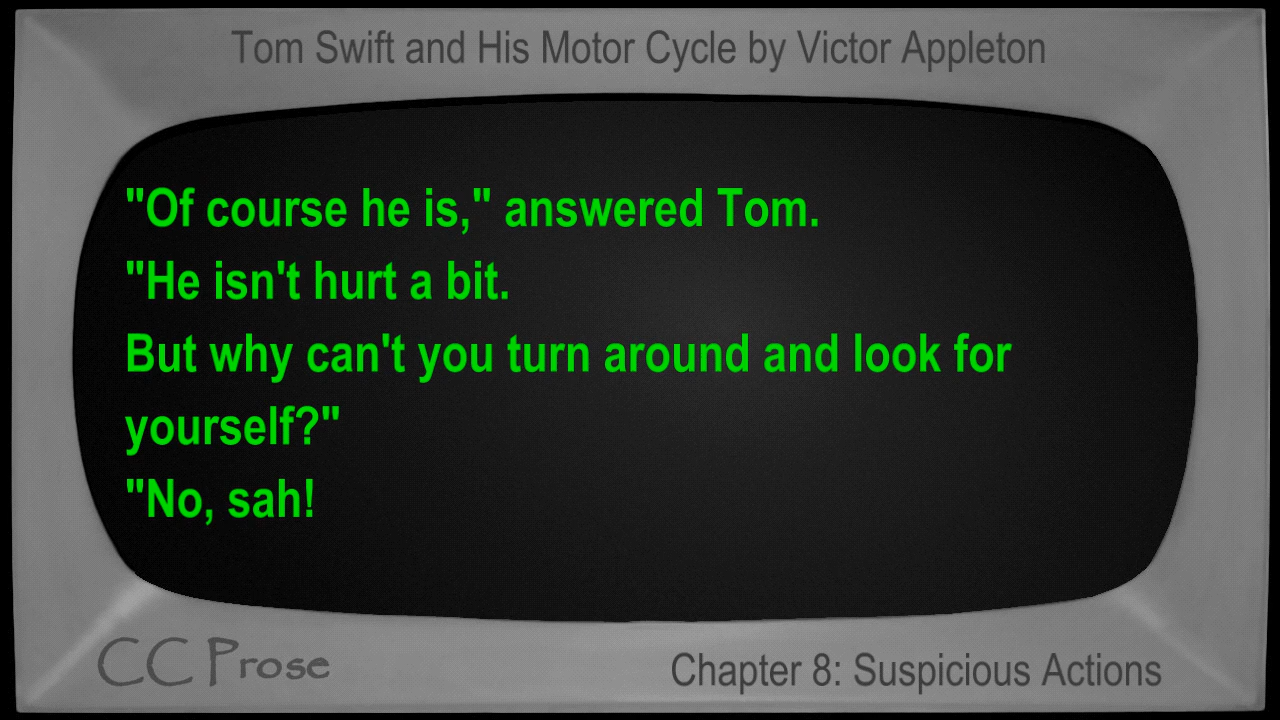 Tom Swift and His Motor Cycle by Victor Appleton
"Of course he is," answered Tom.
"He isn't hurt a bit.
But why can't you turn around and look for
yourself?"
"No, sah!
CC Prose
Chapter 8: Suspicious Actions